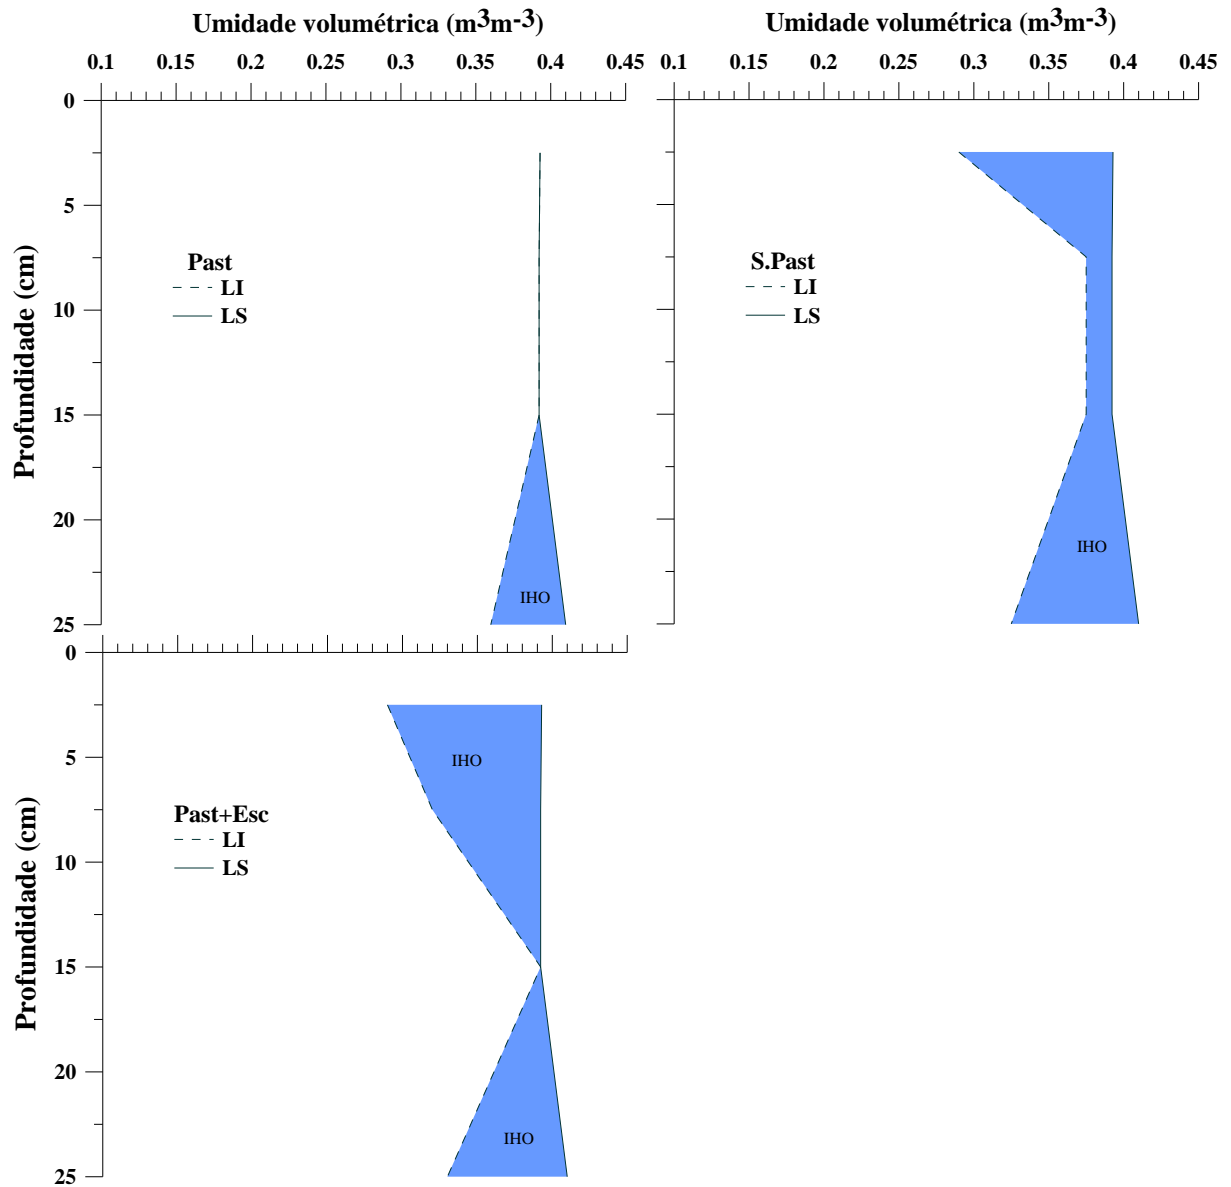 Umidade volumétrica (m3m-3)
0.1 0.15 0.2 0.25 0.3 0.35 0.4 0.45
0
5
10
15
20
25
Profundidade (cm)
Past
LI
LS
IHO
Umidade volumétrica (m3m-3)
0.1 0.15 0.2 0.25 0.3 0.35 0.4 0.45
S.Past
LI
LS
IHO
0
5
10
15
20
25
Profundidade (cm)
IHO
Past+Esc
LI
LS
IHO